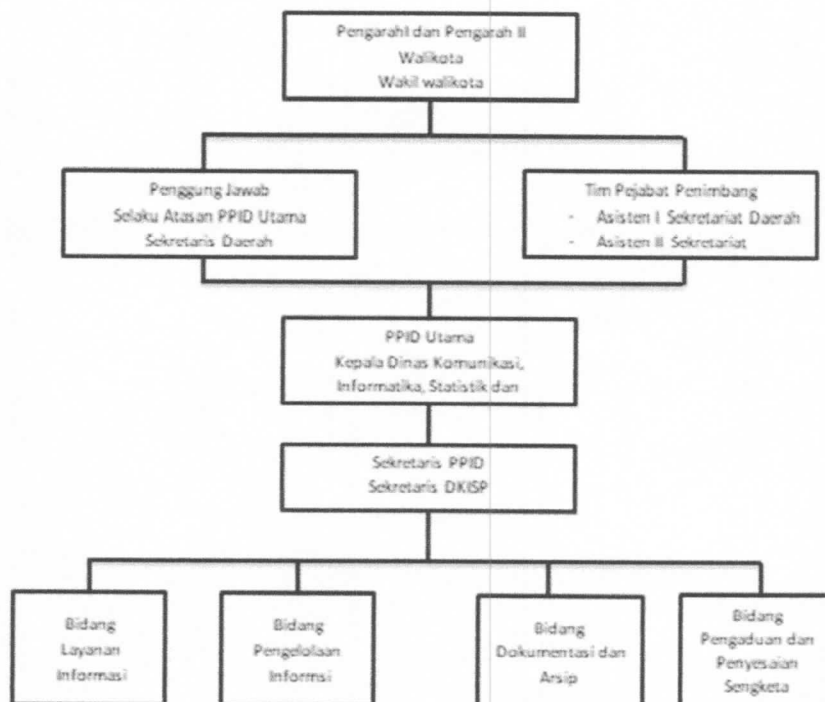 Pengarahl dan Pengarah II
Walikota
Wakil walikota
Penggung Jawab
Selaku Atasan PPID Utama
Sekretaris Daerah
Tim Pejabat Penimbang
- Asisten I Sekretariat Daerah
- Asisten II Sekretariat
PPID Utama
Kepala Dinas Komunikasi,
Informatika, Statistik dan
Sekretaris PPID
Sekretaris DKISP
Bidang
Layanan
Informasi
Bidang
Pengelolaan
Informsi
Bidang
Dokumentasi dan
Arsip
Bidang
Pengaduan dan
Penyesaian
Sengketa